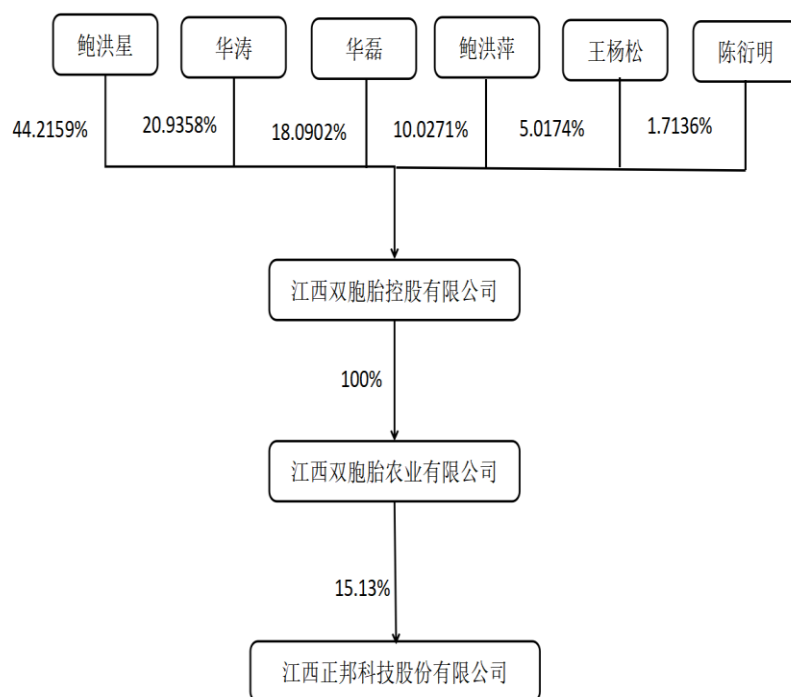 鲍洪星
华涛
华磊
鲍洪萍
王杨松
陈衍明
44.2159%
20.9358%
18.0902%
10.0271%
5.0174%
1.7136%
江西双胞胎控股有限公司
100%
江西双胞胎农业有限公司
15.13%
江西正邦科技股份有限公司